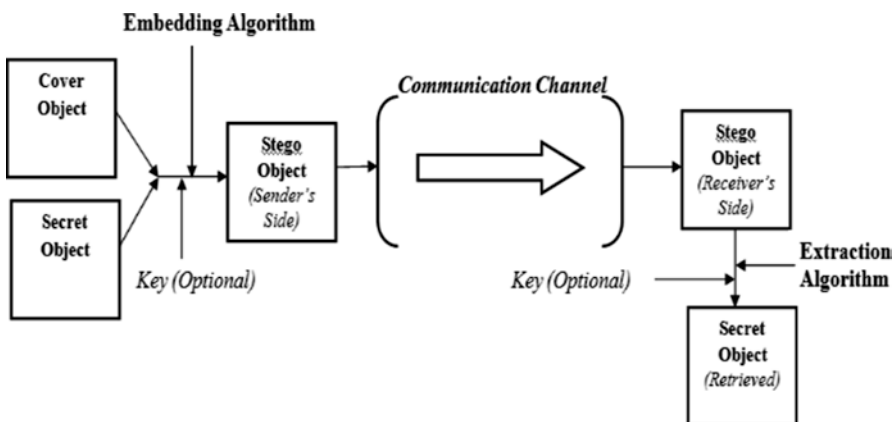 Embedding Algorithm
Cover
Object
Secret
Object
Key (Optional)
Stego
Object
(Sender's
Side)
Communication Channel
Stego
Object
(Receiver's
Side)
Key (Optional)
Extraction
Algorithm
Secret
Object
(Retrieved)